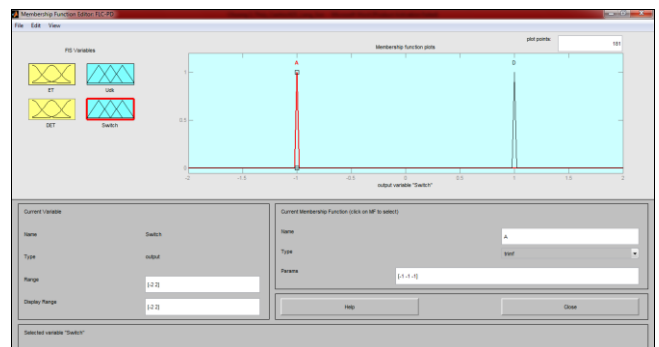 Membership Function Editor: FLC-PD
File Edit View
FIS Variables
Membership function plots
plot points:
181
ET
Usk
DET
Switch
A
D
1
0.5
0
-2 -1.5 -1 -0.5 0 0.5 1 1.5 2
output variable "Switch"
Current Variable
Name Switch
Type output
Range [-2 2]
Display Range [-2 2]
Current Membership Function (click on MF to select)
Name A
Type trimf
Params [-1 -1 -1]
Help Close
Selected variable "Switch"